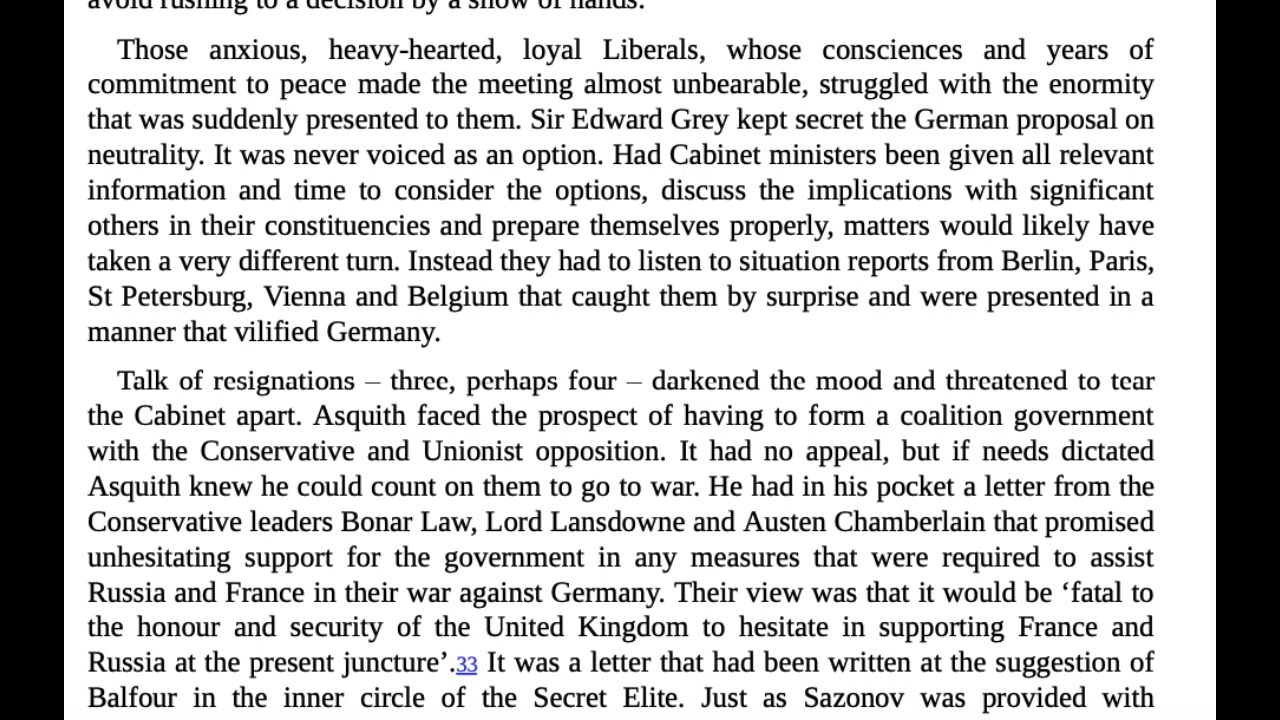 avoid rushing to a decision by a show of hands.
Those anxious, heavy-hearted, loyal Liberals, whose consciences and years of
commitment to peace made the meeting almost unbearable, struggled with the enormity
that was suddenly presented to them. Sir Edward Grey kept secret the German proposal on
neutrality. It was never voiced as an option. Had Cabinet ministers been given all relevant
information and time to consider the options, discuss the implications with significant
others in their constituencies and prepare themselves properly, matters would likely have
taken a very different turn. Instead they had to listen to situation reports from Berlin, Paris,
St Petersburg, Vienna and Belgium that caught them by surprise and were presented in a
manner that vilified Germany.
Talk of resignations – three, perhaps four – darkened the mood and threatened to tear
the Cabinet apart. Asquith faced the prospect of having to form a coalition government
with the Conservative and Unionist opposition. It had no appeal, but if needs dictated
Asquith knew he could count on them to go to war. He had in his pocket a letter from the
Conservative leaders Bonar Law, Lord Lansdowne and Austen Chamberlain that promised
unhesitating support for the government in any measures that were required to assist
Russia and France in their war against Germany. Their view was that it would be ‘fatal to
the honour and security of the United Kingdom to hesitate in supporting France and
Russia at the present juncture’.33 It was a letter that had been written at the suggestion of
Balfour in the inner circle of the Secret Elite. Just as Sazonov was provided with